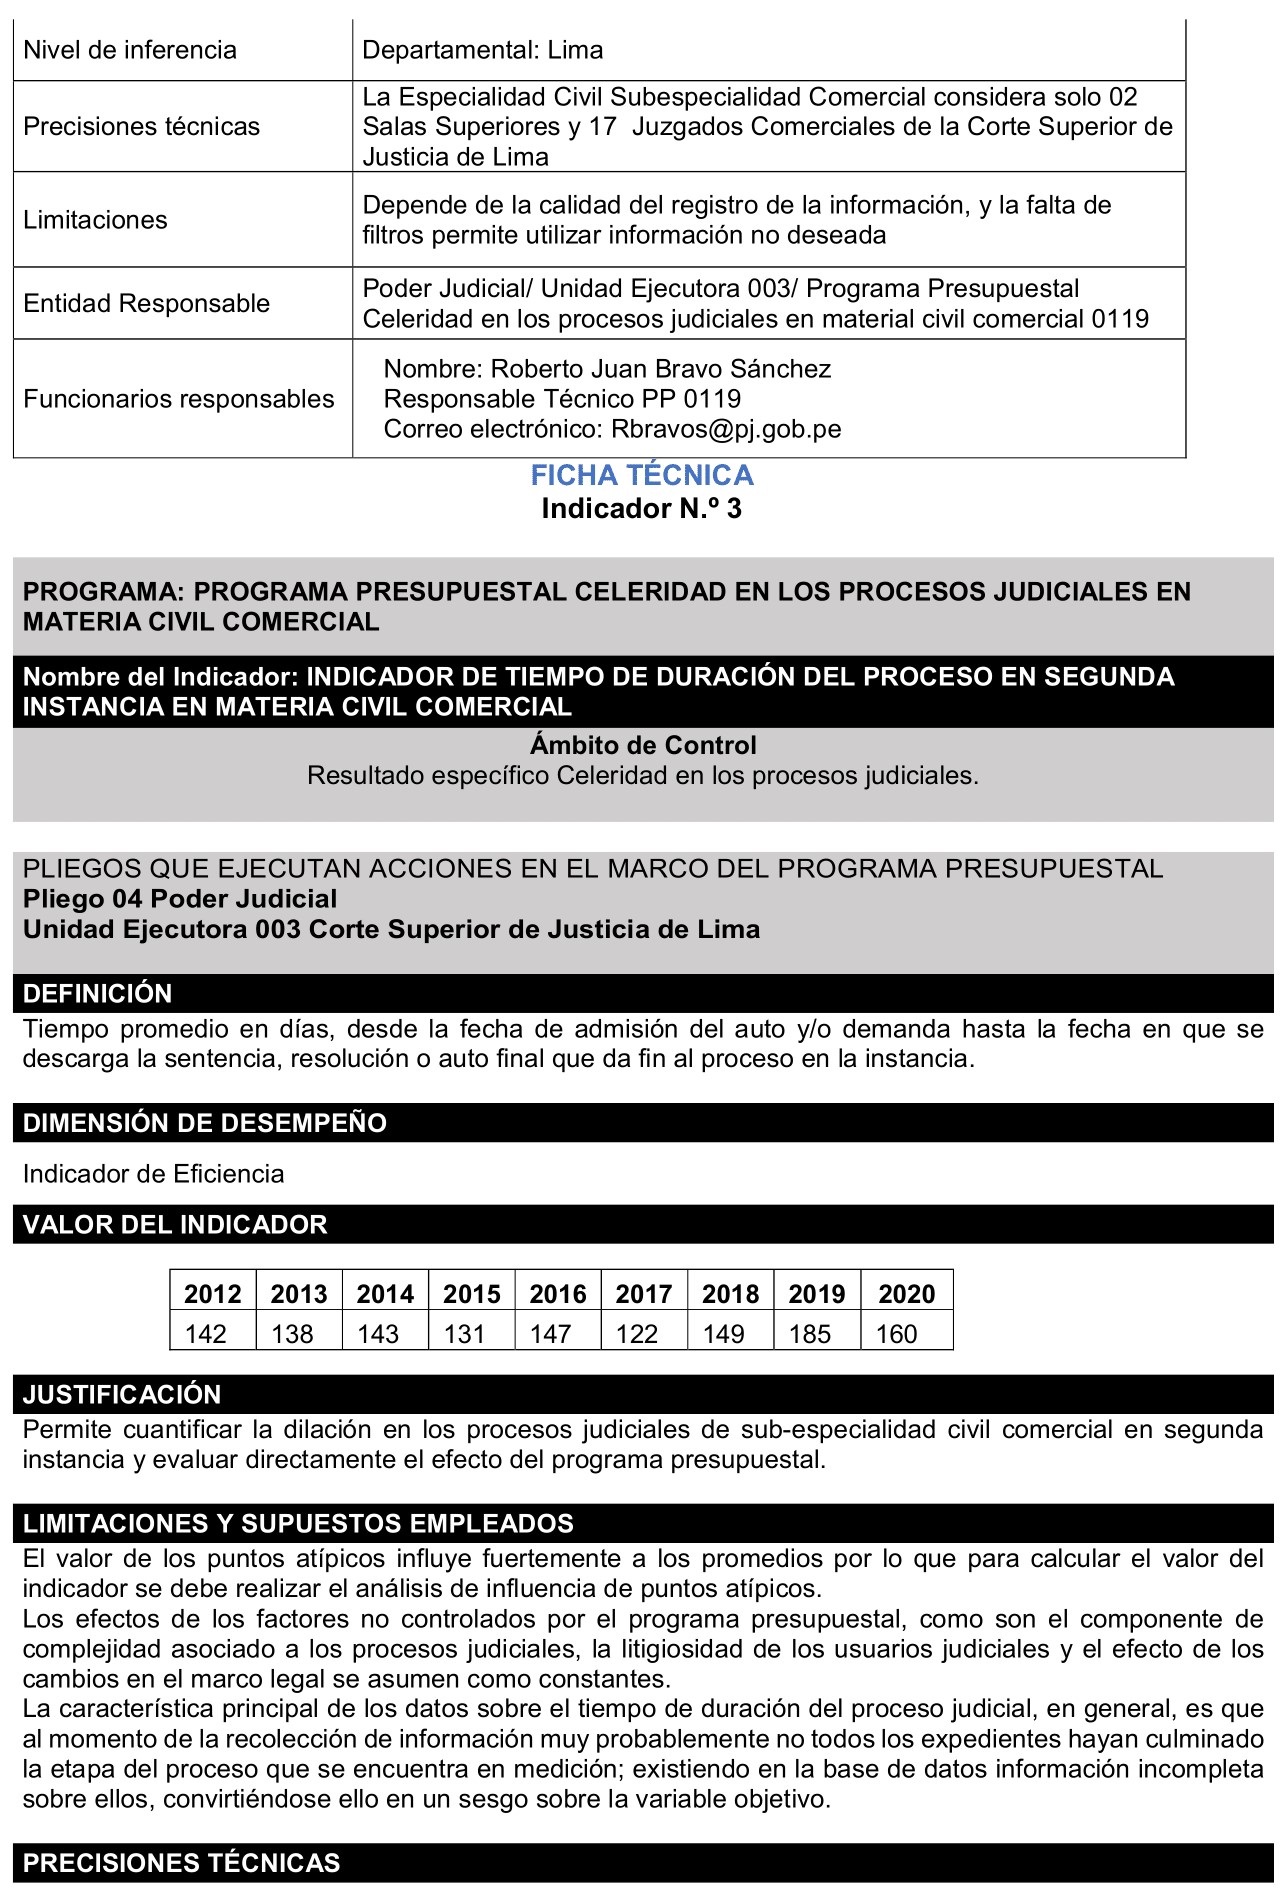 Nivel de inferencia
Departamental: Lima
Precisiones técnicas
La Especialidad Civil Subespecialidad Comercial considera solo 02
Salas Superiores y 17 Juzgados Comerciales de la Corte Superior de
Justicia de Lima
Limitaciones
Depende de la calidad del registro de la información, y la falta de
filtros permite utilizar información no deseada
Entidad Responsable
Poder Judicial/ Unidad Ejecutora 003/ Programa Presupuestal
Celeridad en los procesos judiciales en material civil comercial 0119
Funcionarios responsables
Nombre: Roberto Juan Bravo Sánchez
Responsable Técnico PP 0119
Correo electrónico: Rbravos@pj.gob.pe
FICHA TÉCNICA
Indicador N.º 3
PROGRAMA: PROGRAMA PRESUPUESTAL CELERIDAD EN LOS PROCESOS JUDICIALES EN
MATERIA CIVIL COMERCIAL
Nombre del Indicador: INDICADOR DE TIEMPO DE DURACIÓN DEL PROCESO EN SEGUNDA
INSTANCIA EN MATERIA CIVIL COMERCIAL
Ámbito de Control
Resultado específico Celeridad en los procesos judiciales.
PLIEGOS QUE EJECUTAN ACCIONES EN EL MARCO DEL PROGRAMA PRESUPUESTAL
Pliego 04 Poder Judicial
Unidad Ejecutora 003 Corte Superior de Justicia de Lima
DEFINICIÓN
Tiempo promedio en días, desde la fecha de admisión del auto y/o demanda hasta la fecha en que se
descarga la sentencia, resolución o auto final que da fin al proceso en la instancia.
DIMENSIÓN DE DESEMPEÑO
Indicador de Eficiencia
VALOR DEL INDICADOR
2012 2013 2014 2015 2016 2017 2018 2019 2020
142 138 143 131 147 122 149 185 160
JUSTIFICACIÓN
Permite cuantificar la dilación en los procesos judiciales de sub-especialidad civil comercial en segunda
instancia y evaluar directamente el efecto del programa presupuestal.
LIMITACIONES Y SUPUESTOS EMPLEADOS
El valor de los puntos atípicos influye fuertemente a los promedios por lo que para calcular el valor del
indicador se debe realizar el análisis de influencia de puntos atípicos.
Los efectos de los factores no controlados por el programa presupuestal, como son el componente de
complejidad asociado a los procesos judiciales, la litigiosidad de los usuarios judiciales y el efecto de los
cambios en el marco legal se asumen como constantes.
La característica principal de los datos sobre el tiempo de duración del proceso judicial, en general, es que
al momento de la recolección de información muy probablemente no todos los expedientes hayan culminado
la etapa del proceso que se encuentra en medición; existiendo en la base de datos información incompleta
sobre ellos, convirtiéndose ello en un sesgo sobre la variable objetivo.
PRECISIONES TÉCNICAS